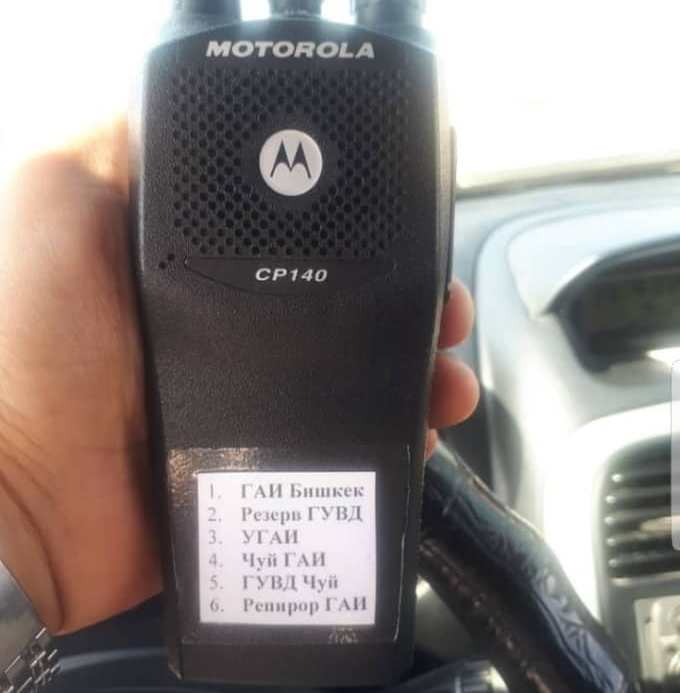 MOTOROLA
CP140
1. ГАИ Бишкек
2. Резерв ГУВД
3. УГАИ
4. Чуй ГАИ
5. ГУВД Чуй
6. Репирор ГАИ